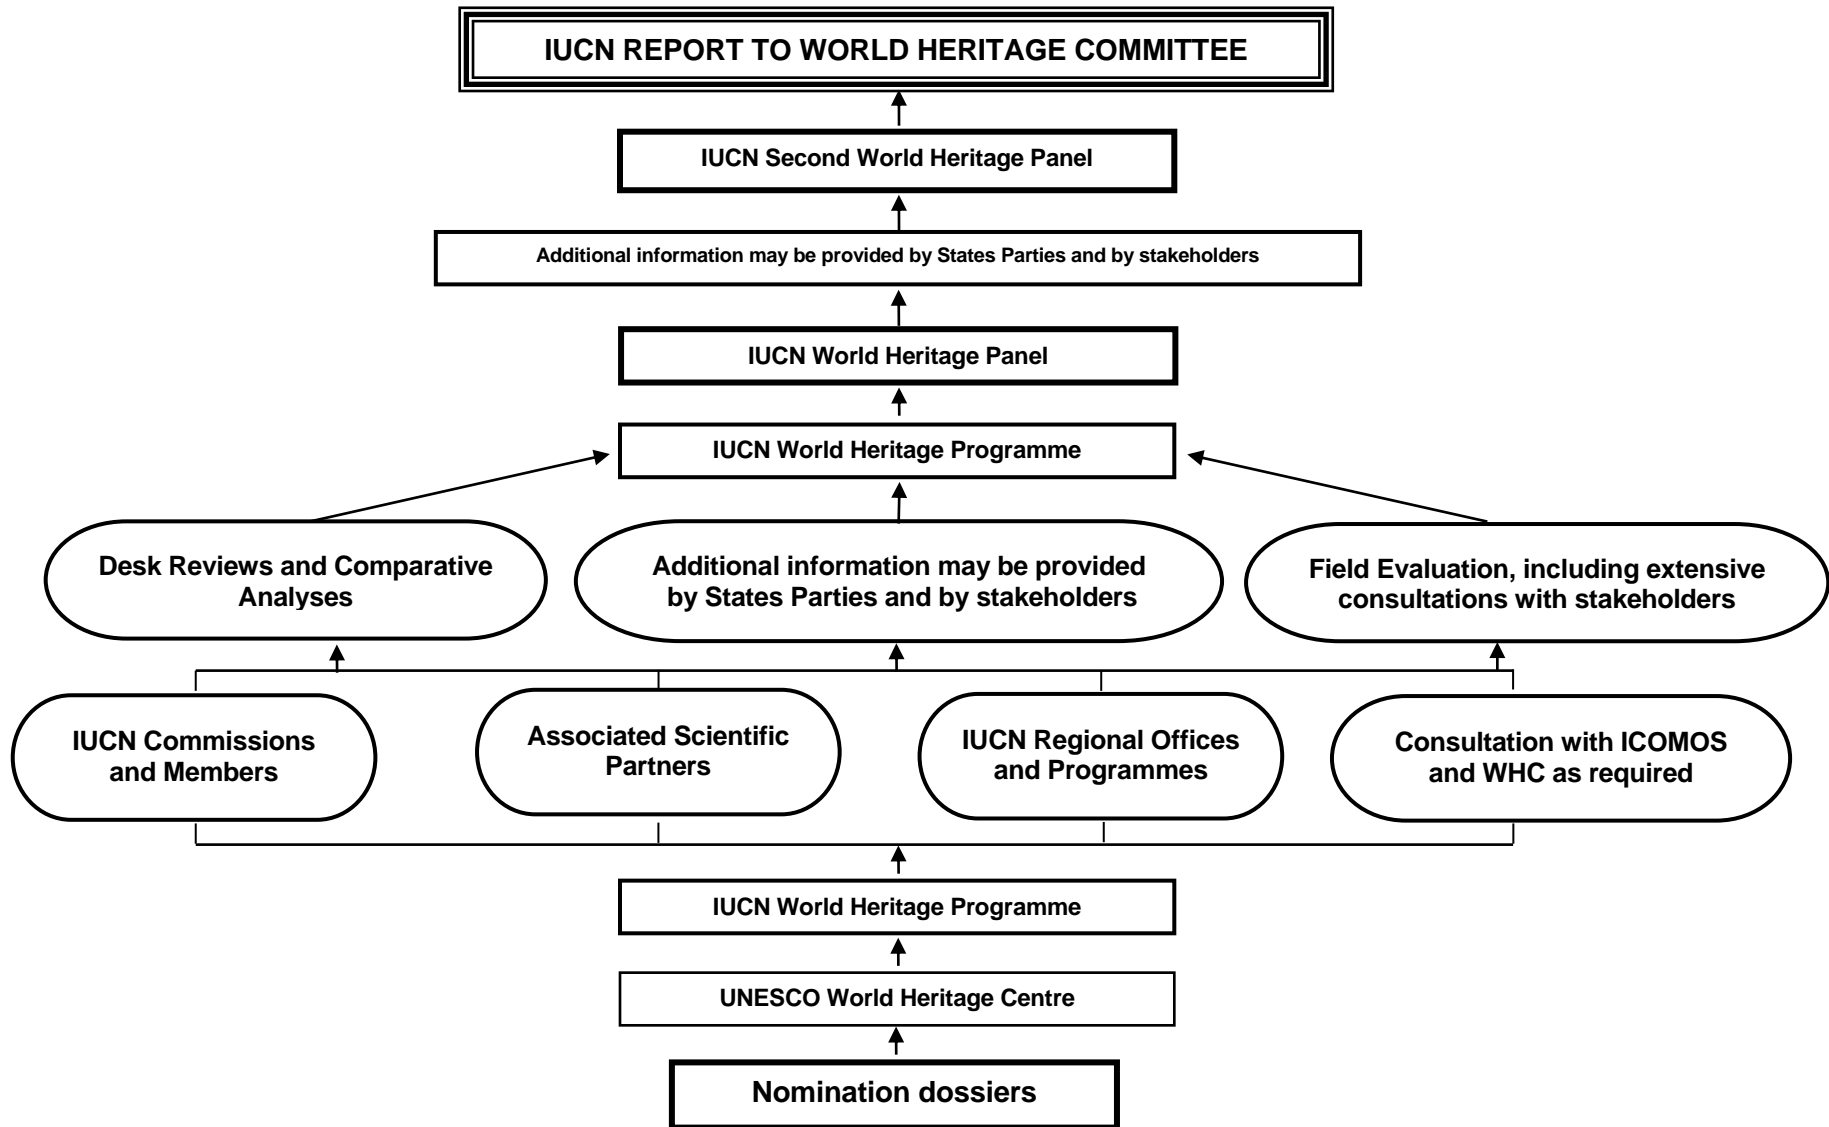 IUCN REPORT TO WORLD HERITAGE COMMITTEE
IUCN Second World Heritage Panel
Additional information may be provided by States Parties and by stakeholders
IUCN World Heritage Panel
IUCN World Heritage Programme
Desk Reviews and Comparative
Analyses
Additional information may be provided
by States Parties and by stakeholders
Field Evaluation, including extensive
consultations with stakeholders
IUCN Commissions
and Members
Associated Scientific
Partners
IUCN Regional Offices
and Programmes
Consultation with ICOMOS
and WHC as required
IUCN World Heritage Programme
UNESCO World Heritage Centre
Nomination dossiers